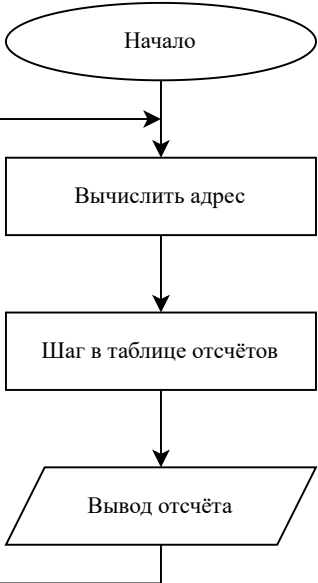 Начало
Вычислить адрес
Шаг в таблице отсчётов
Вывод отсчёта